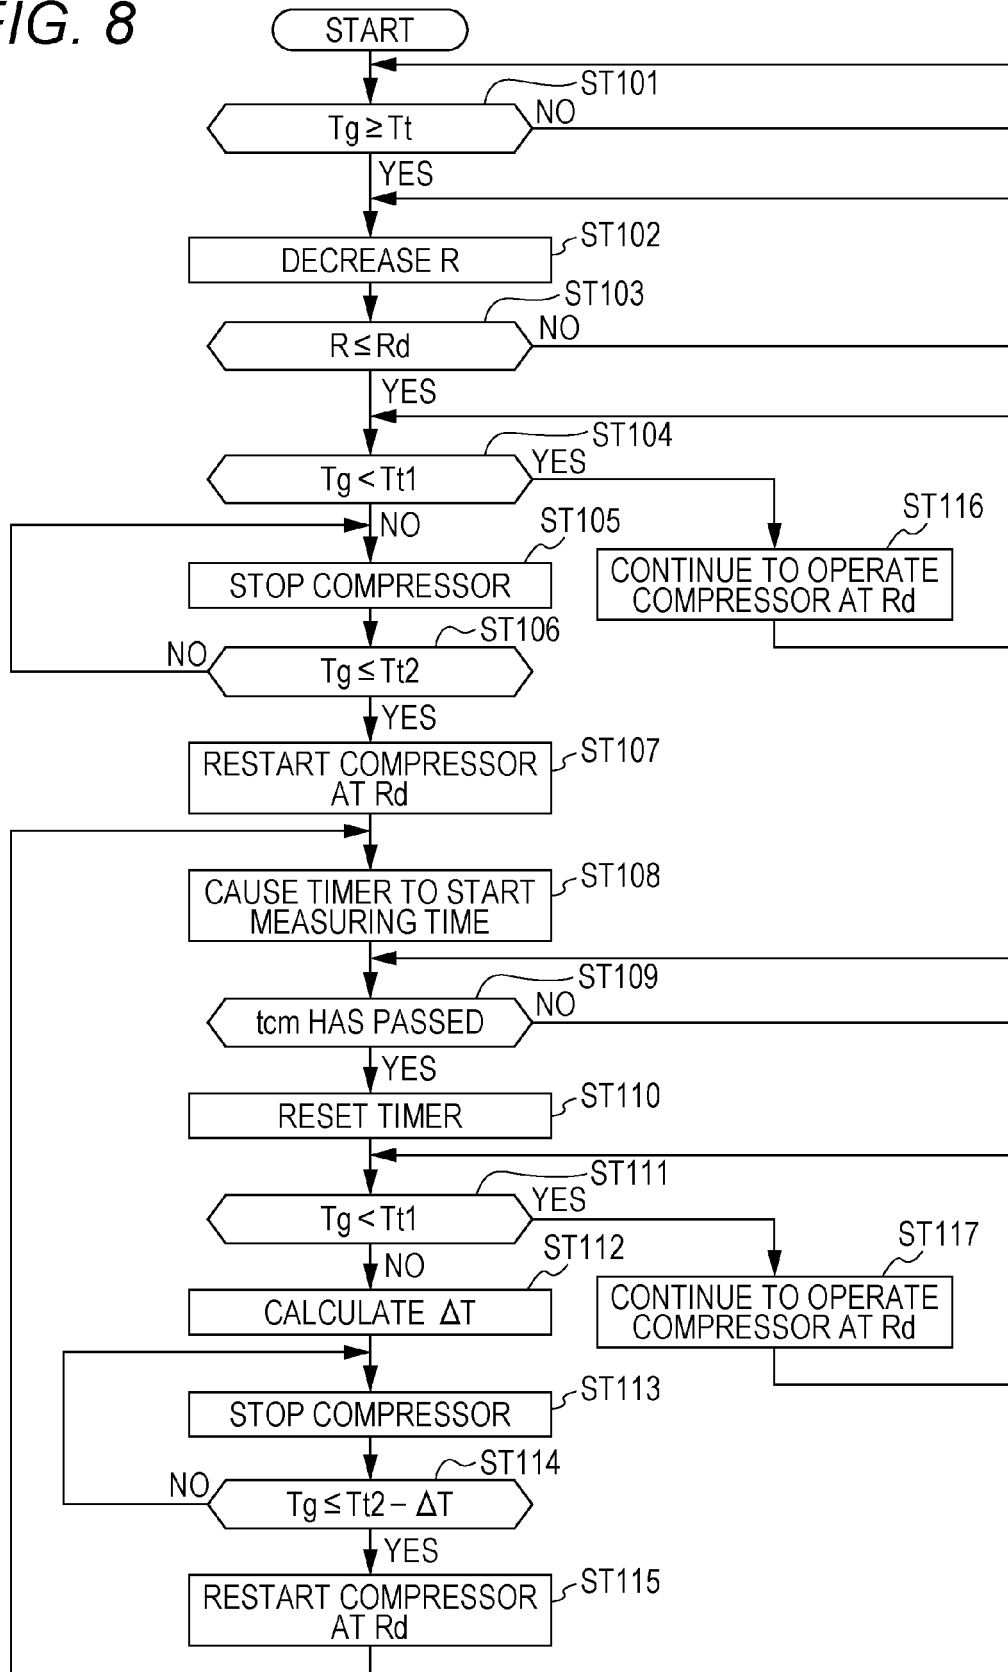 FIG. 8
START
ST101
Tg ≥ Tt
NO
YES
ST102
DECREASE R
ST103
R ≤ Rd
NO
YES
ST104
Tg < Tt1
YES
NO
ST105
STOP COMPRESSOR
ST116
CONTINUE TO OPERATE
COMPRESSOR AT Rd
ST106
Tg ≤ Tt2
NO
YES
ST107
RESTART COMPRESSOR
AT Rd
ST108
CAUSE TIMER TO START
MEASURING TIME
ST109
tcm HAS PASSED
NO
YES
ST110
RESET TIMER
ST111
Tg < Tt1
YES
NO
ST112
CALCULATE ΔT
ST117
CONTINUE TO OPERATE
COMPRESSOR AT Rd
ST113
STOP COMPRESSOR
ST114
Tg ≤ Tt2 − ΔT
NO
YES
ST115
RESTART COMPRESSOR
AT Rd